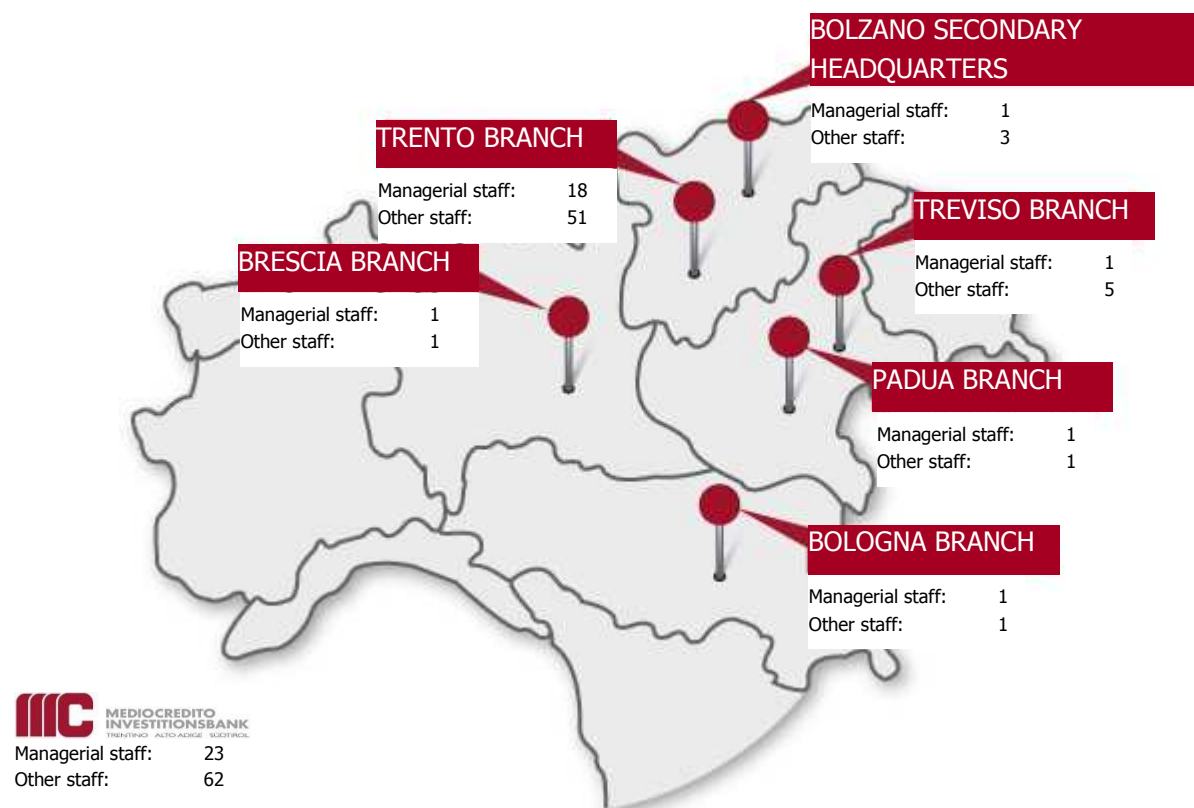 BOLZANO SECONDARY
HEADQUARTERS
Managerial staff: 1
Other staff: 3
TRENTO BRANCH
Managerial staff: 18
Other staff: 51
TREVISO BRANCH
Managerial staff: 1
Other staff: 5
BRESCIA BRANCH
Managerial staff: 1
Other staff: 1
PADUA BRANCH
Managerial staff: 1
Other staff: 1
BOLOGNA BRANCH
Managerial staff: 1
Other staff: 1
MC
MEDIOCREDITO
INVESTITIONSBANK
TRENTINO ALTO ADIGE SÜDTIROL
Managerial staff: 23
Other staff: 62